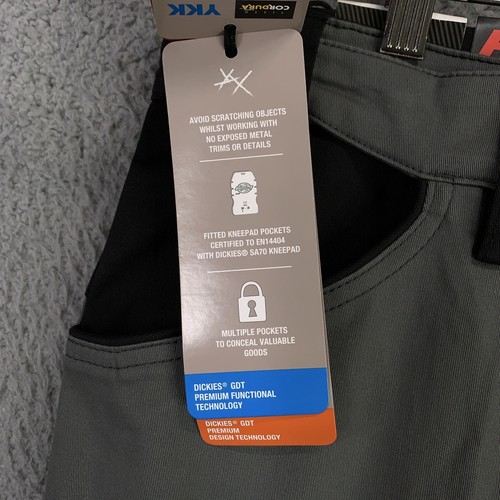 YKK
CORDURA
AVOID SCRATCHING OBJECTS
WHILST WORKING WITH
NO EXPOSED METAL
TRIMS OR DETAILS
FITTED KNEEPAD POCKETS
CERTIFIED TO EN14404
WITH DICKIES® SA70 KNEEPAD
MULTIPLE POCKETS
TO CONCEAL VALUABLE
GOODS
DICKIES® GDT
PREMIUM FUNCTIONAL
TECHNOLOGY
DICKIES® GDT
PREMIUM
DESIGN TECHNOLOGY